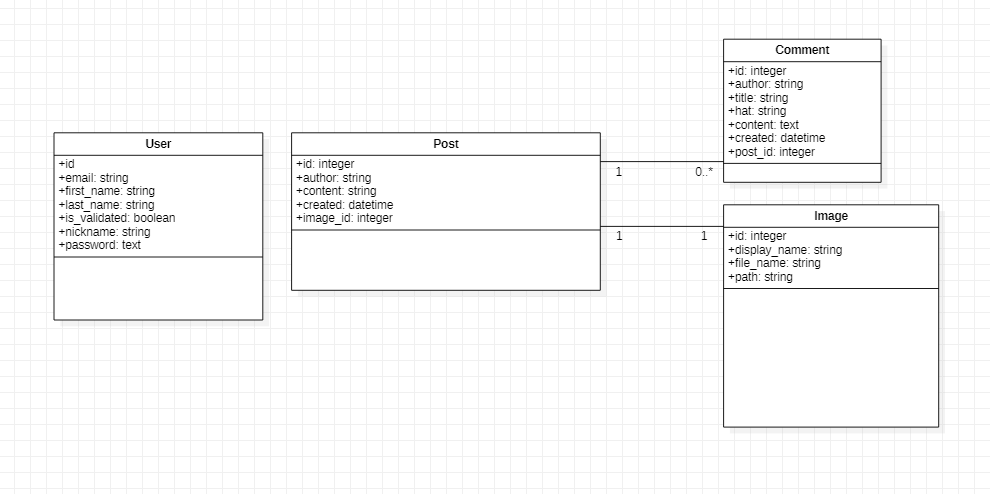 User
+id
+email: string
+first_name: string
+last_name: string
+is_validated: boolean
+nickname: string
+password: text
Post
+id: integer
+author: string
+content: string
+created: datetime
+image_id: integer
1
0..*
1
1
Comment
+id: integer
+author: string
+title: string
+hat: string
+content: text
+created: datetime
+post_id: integer
Image
+id: integer
+display_name: string
+file_name: string
+path: string